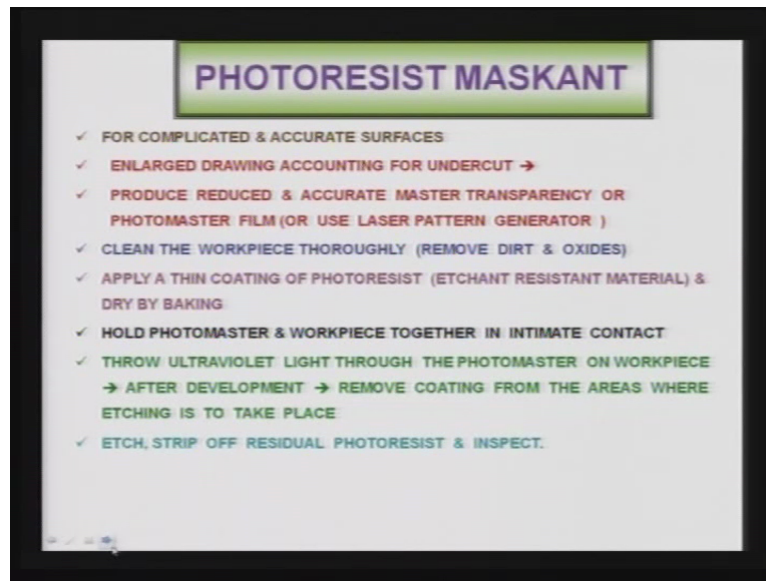 PHOTORESIST MASKANT
✓ FOR COMPLICATED & ACCURATE SURFACES
✓ ENLARGED DRAWING ACCOUNTING FOR UNDERCUT →
✓ PRODUCE REDUCED & ACCURATE MASTER TRANSPARENCY OR
PHOTOMASTER FILM (OR USE LASER PATTERN GENERATOR )
✓ CLEAN THE WORKPIECE THOROUGHLY (REMOVE DIRT & OXIDES)
✓ APPLY A THIN COATING OF PHOTORESIST (ETCHANT RESISTANT MATERIAL) &
DRY BY BAKING
✓ HOLD PHOTOMASTER & WORKPIECE TOGETHER IN INTIMATE CONTACT
✓ THROW ULTRAVIOLET LIGHT THROUGH THE PHOTOMASTER ON WORKPIECE
→ AFTER DEVELOPMENT → REMOVE COATING FROM THE AREAS WHERE
ETCHING IS TO TAKE PLACE
✓ ETCH, STRIP OFF RESIDUAL PHOTORESIST & INSPECT.